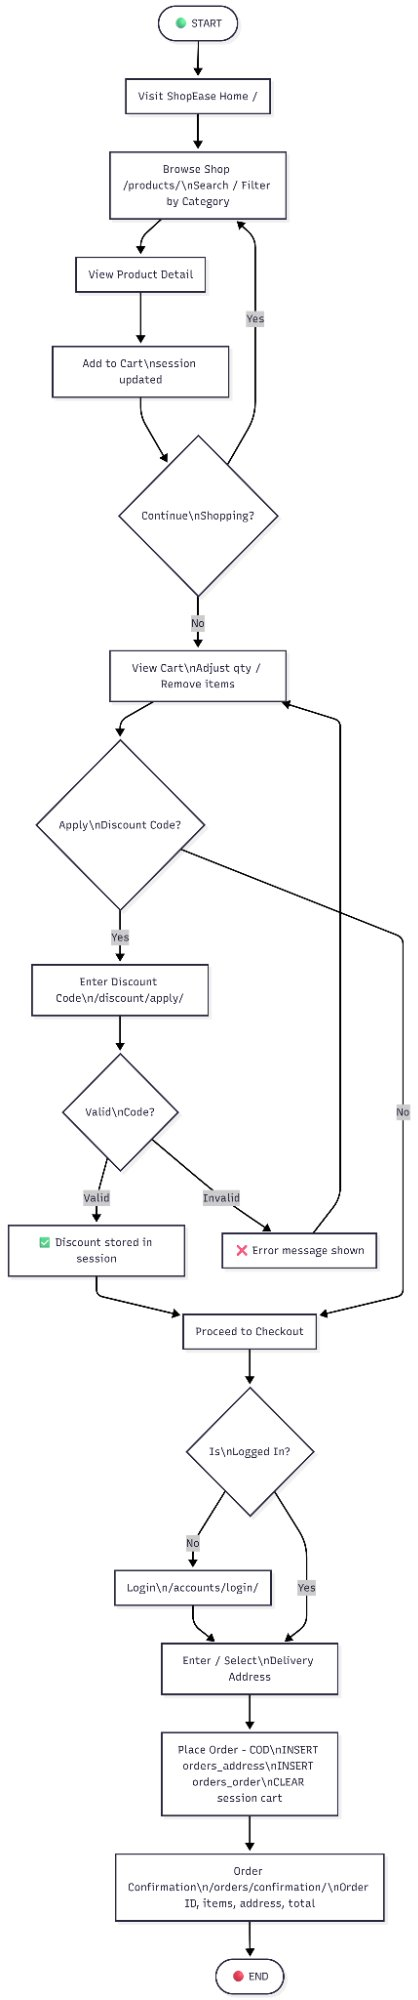 START
Visit ShopEase Home /
Browse Shop
/products/\nSearch / Filter
by Category
View Product Detail
Yes
Add to Cart\nsession
updated
Continue\nShopping?
No
View Cart\nAdjust qty /
Remove items
Apply\nDiscount Code?
Yes
Enter Discount
Code\n/discount/apply/
Valid\nCode?
No
Valid
Invalid
✅ Discount stored in
session
❌ Error message shown
Proceed to Checkout
Is\nLogged In?
No
Login\n/accounts/login/
Yes
Enter / Select\nDelivery
Address
Place Order - COD\nINSERT
orders_address\nINSERT
orders_order\nCLEAR
session cart
Order
Confirmation\n/orders/confirmation/\nOrder
ID, items, address, total
END